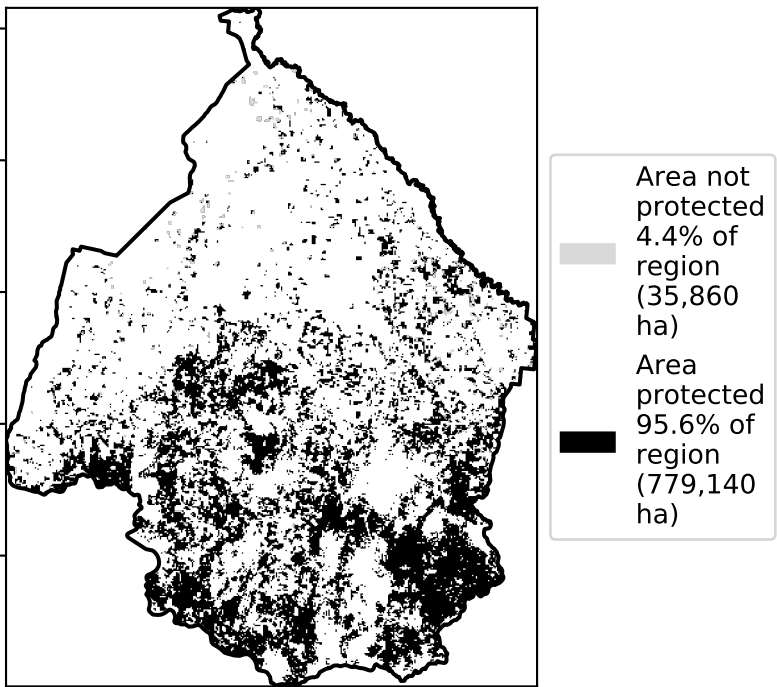 Area not
protected
4.4% of
region
(35,860
ha)
Area
protected
95.6% of
region
(779,140
ha)